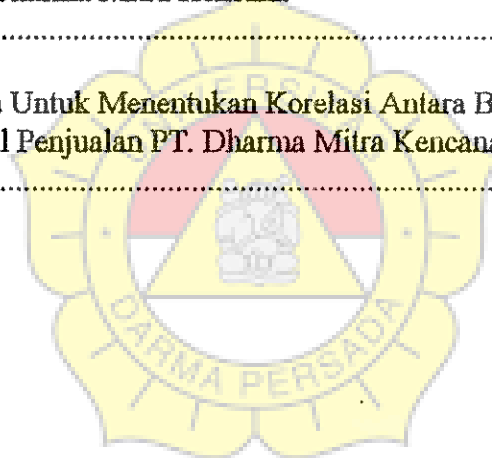 Untuk Menentukan Korelasi Antara B
l Penjualan PT. Dharma Mitra Kencana
UNIVERSITAS
DARMA PERSADA